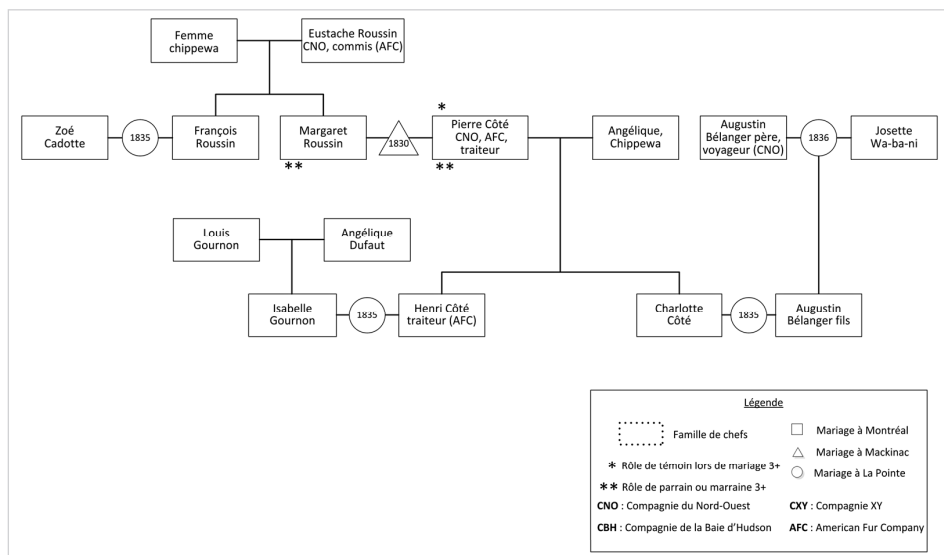 Femme
chippewa
Eustache Roussin
CNO, commis (AFC)
Zoé
Cadotte
1835
François
Roussin
Margaret
Roussin
**
1830
*
Pierre Côté
CNO, AFC,
traiteur
**
Angélique,
Chippewa
Augustin
Bélanger père,
voyageur (CNO)
1836
Josette
Wa-ba-ni
Louis
Gournon
Angélique
Dufaut
Isabelle
Gournon
1835
Henri Côté
traiteur (AFC)
Charlotte
Côté
1835
Augustin
Bélanger fils
Légende
Famille de chefs
* Rôle de témoin lors de mariage 3+
** Rôle de parrain ou marraine 3+
Mariage à Montréal
Mariage à Mackinac
Mariage à La Pointe
CNO : Compagnie du Nord-Ouest
CXY : Compagnie XY
CBH : Compagnie de la Baie d'Hudson
AFC : American Fur Company